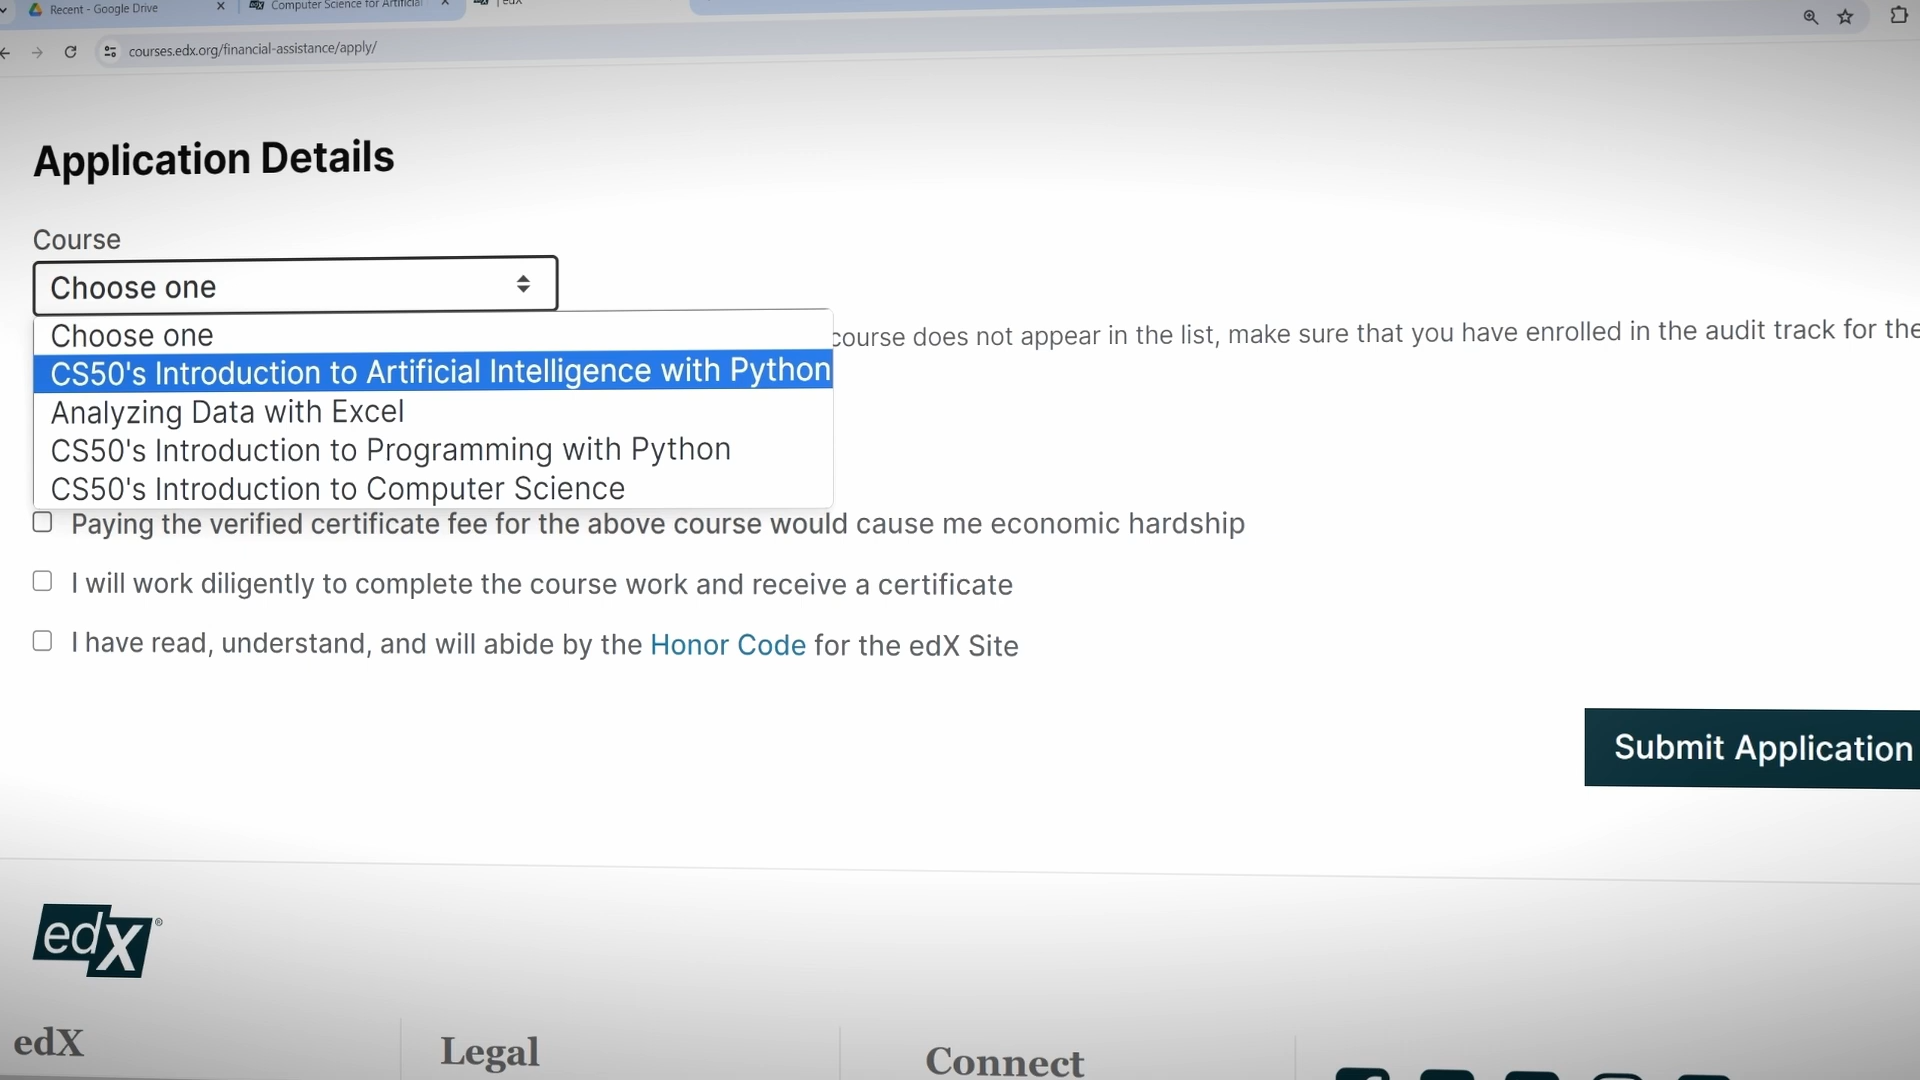 Recent - Google Drive
Computer Science for Artificial
edX
courses.edx.org/financial-assistance/apply/
Application Details
Course
Choose one
Choose one
course does not appear in the list, make sure that you have enrolled in the audit track for the
CS50's Introduction to Artificial Intelligence with Python
Analyzing Data with Excel
CS50's Introduction to Programming with Python
CS50's Introduction to Computer Science
Paying the verified certificate fee for the above course would cause me economic hardship
I will work diligently to complete the course work and receive a certificate
I have read, understand, and will abide by the Honor Code for the edX Site
Submit Application
edX®
edX
Legal
Connect